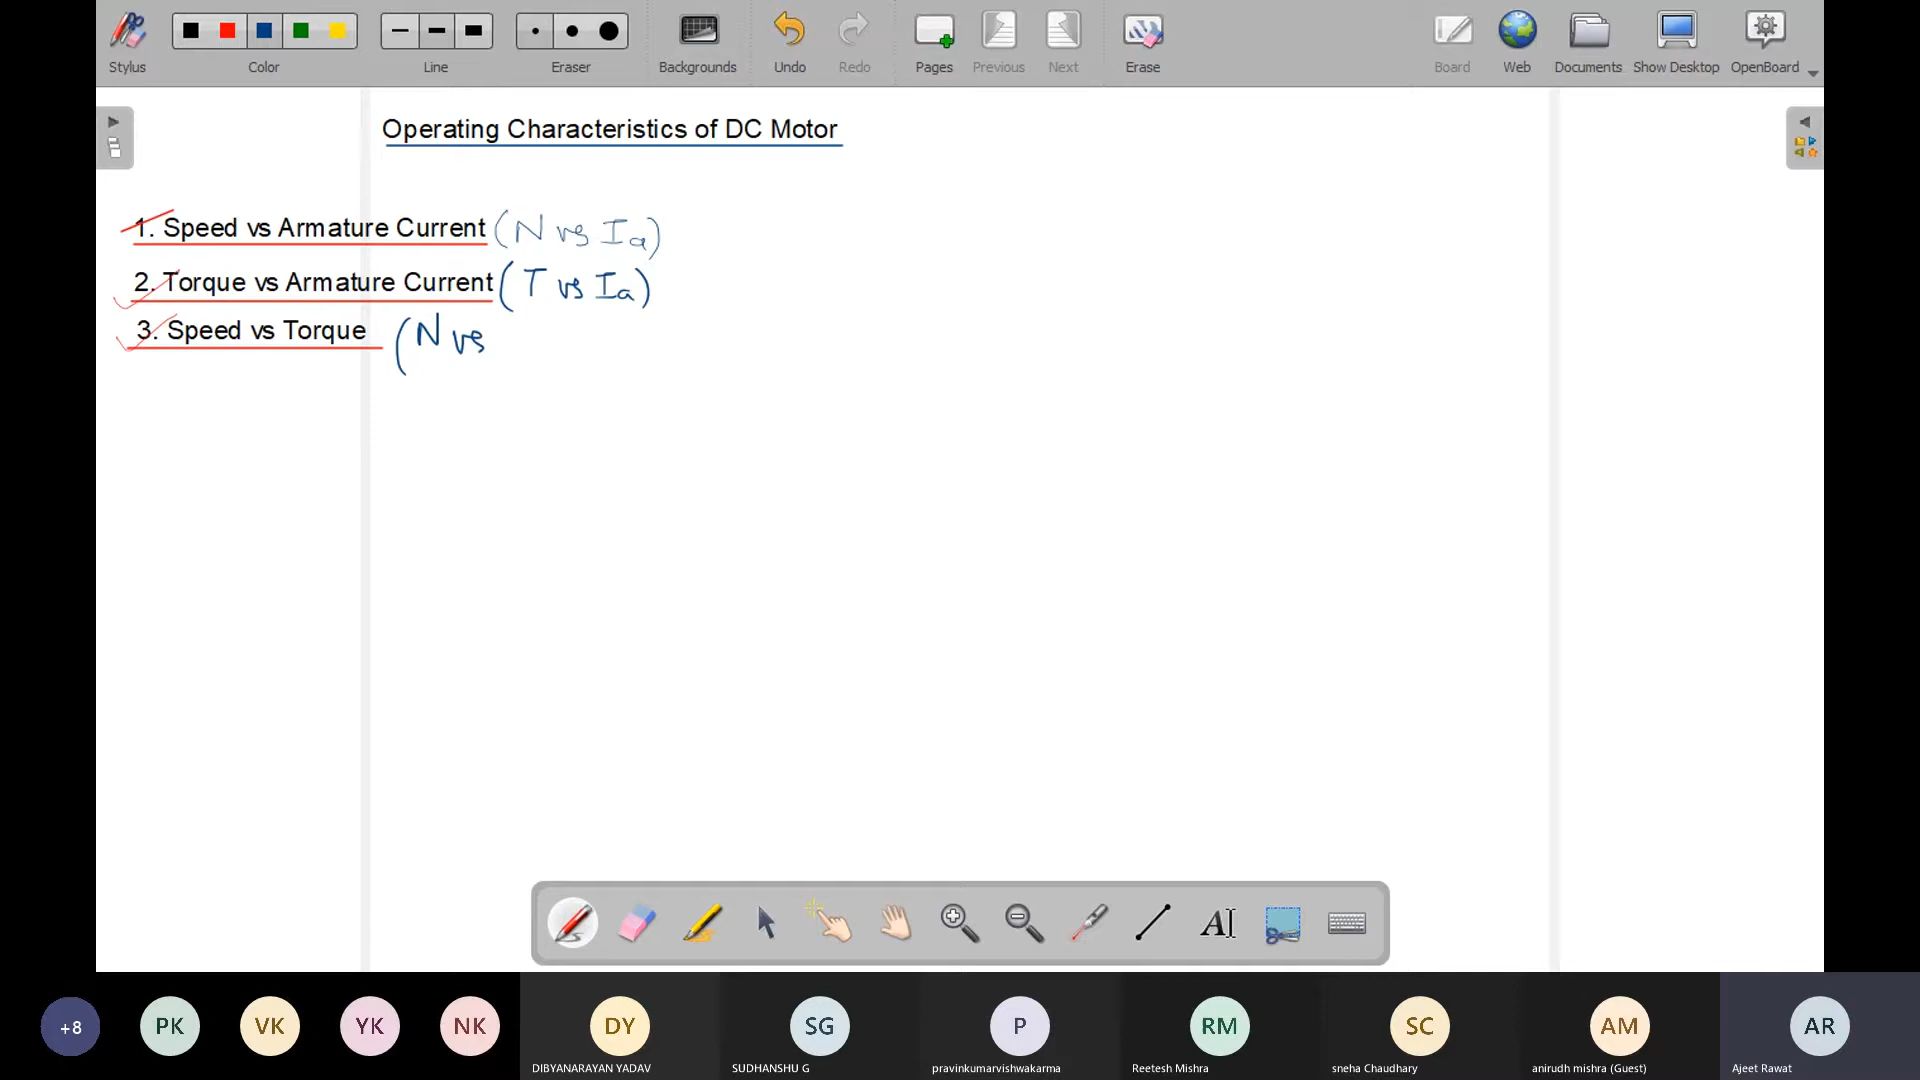 Stylus Color Line Eraser Backgrounds Undo Redo Pages Previous Next Erase Board Web Documents Show Desktop OpenBoard
Operating Characteristics of DC Motor
1. Speed vs Armature Current (N vs Ia)
2. Torque vs Armature Current (T vs Ia)
3. Speed vs Torque (N vs
AI
+8 PK VK YK NK DY SG P RM SC AM AR
DIBYANARAYAN YADAV SUDHANSHU G pravinkumarvishwakarma Reetesh Mishra sneha Chaudhary anirudh mishra (Guest) Ajeet Rawat